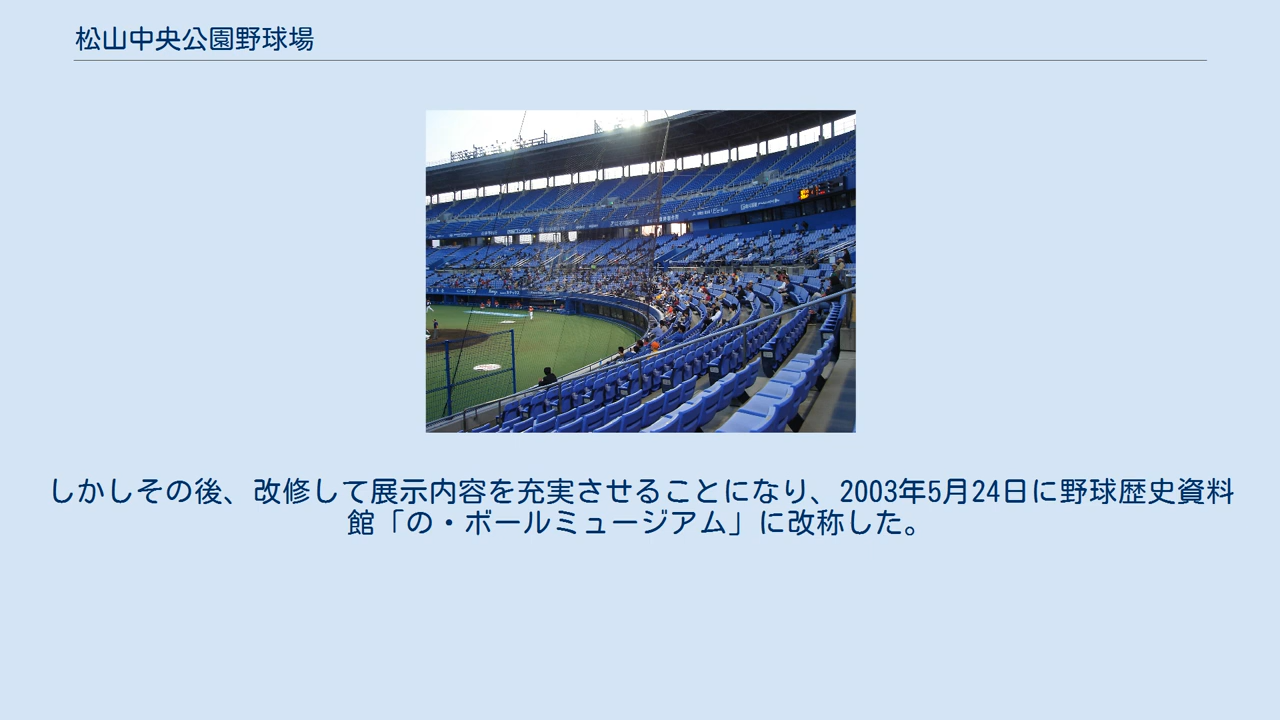 松山中央公園野球場
しかしその後、改修して展示内容を充実させることになり、2003年5月24日に野球歴史資料
館「の・ボールミュージアム」に改称した。